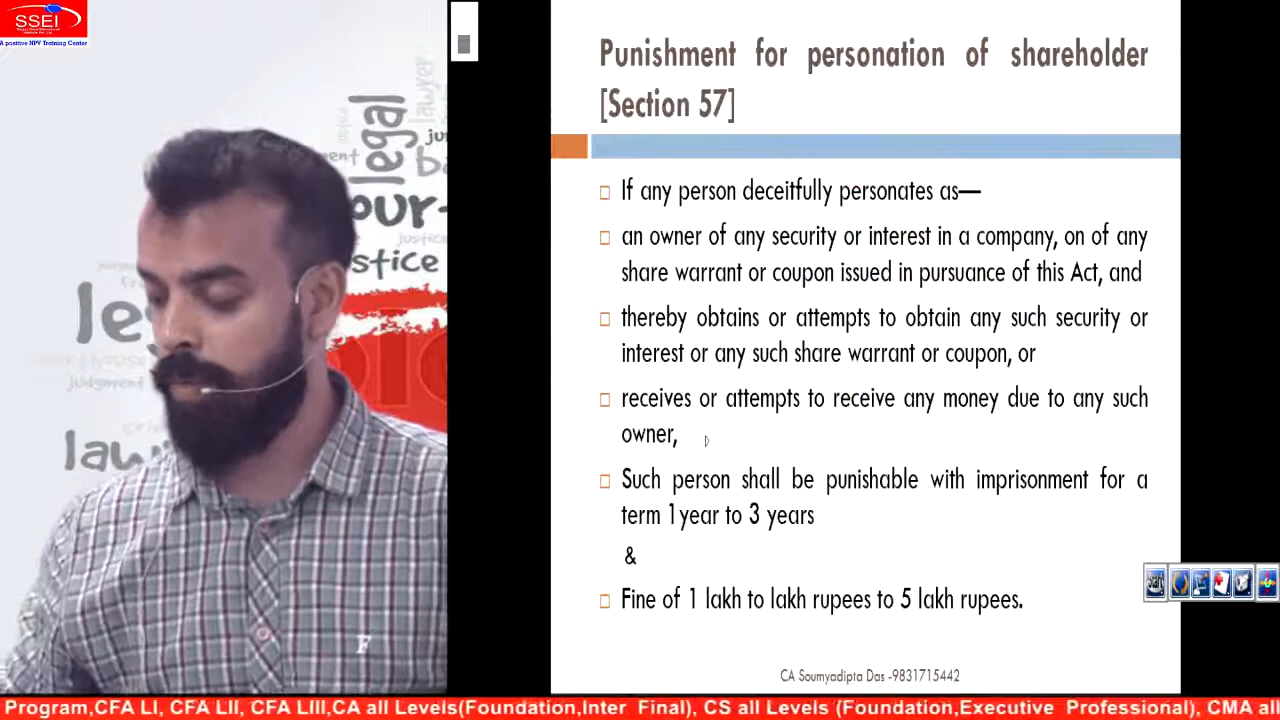 SSEI
A positive NPV Training Center
legal
lawyer
justice
judgment
Punishment for personation of shareholder
[Section 57]
If any person deceitfully personates as—
an owner of any security or interest in a company, on of any
share warrant or coupon issued in pursuance of this Act, and
thereby obtains or attempts to obtain any such security or
interest or any such share warrant or coupon, or
receives or attempts to receive any money due to any such
owner,
Such person shall be punishable with imprisonment for a
term 1year to 3 years
&
Fine of 1 lakh to lakh rupees to 5 lakh rupees.
CA Soumyadipta Das -9831715442
F
Program,CFA LI, CFA LII, CFA LIII,CA all Levels(Foundation,Inter Final), CS all Levels (Foundation,Executive Professional), CMA all